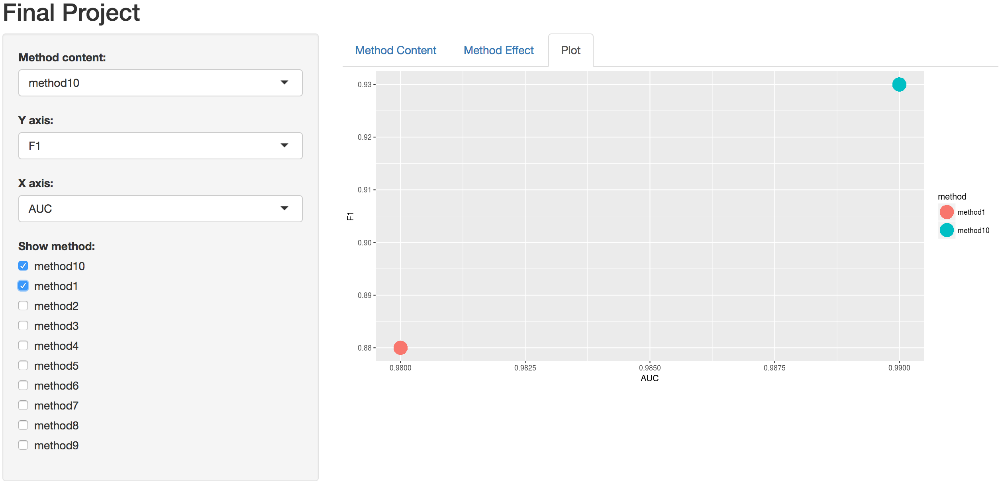 Final Project
Method content:
method10
Y axis:
F1
X axis:
AUC
Show method:
method10
method1
method2
method3
method4
method5
method6
method7
method8
method9
Method Content
Method Effect
Plot
0.93
0.92
0.91
0.90
0.89
0.88
F1
0.9800
0.9825
0.9850
0.9875
0.9900
AUC
method
method1
method10